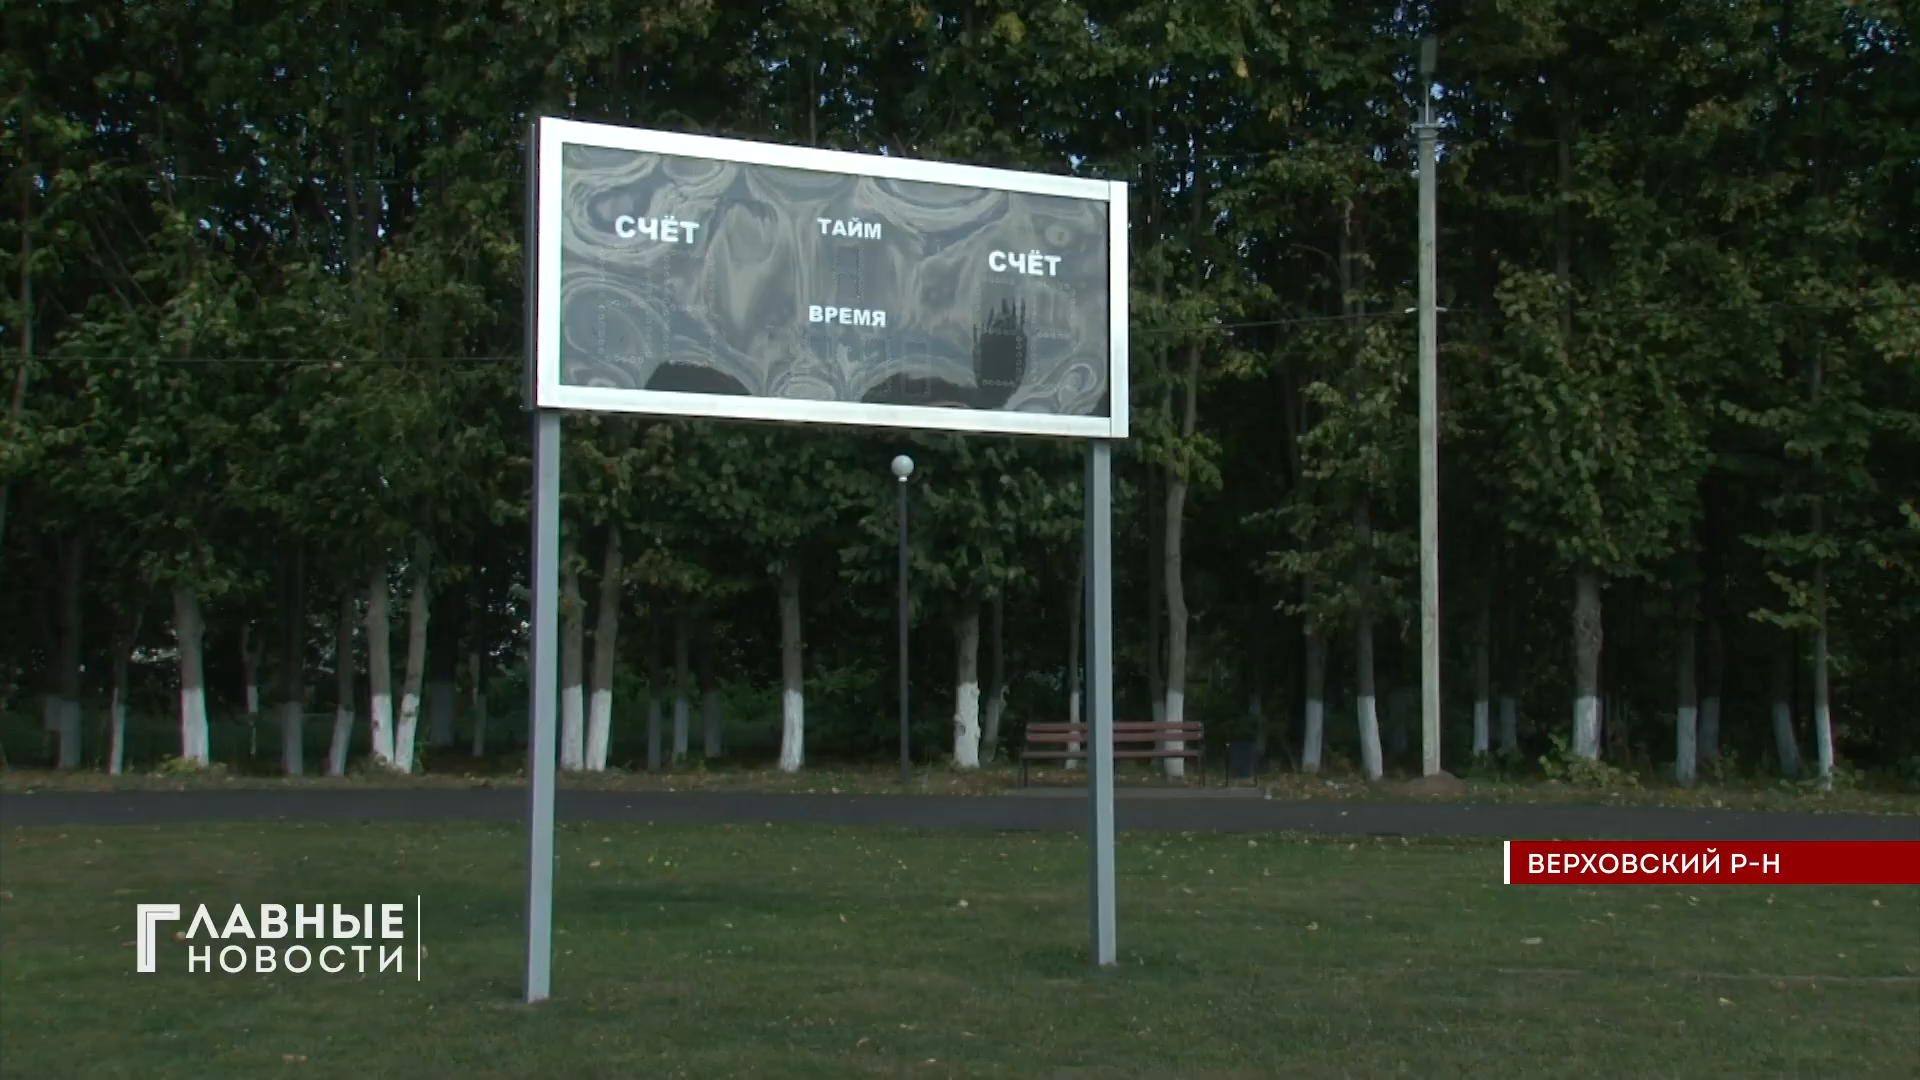 СЧЁТ
ТАЙМ
СЧЁТ
ВРЕМЯ
ВЕРХОВСКИЙ Р-Н
ГЛАВНЫЕ
НОВОСТИ